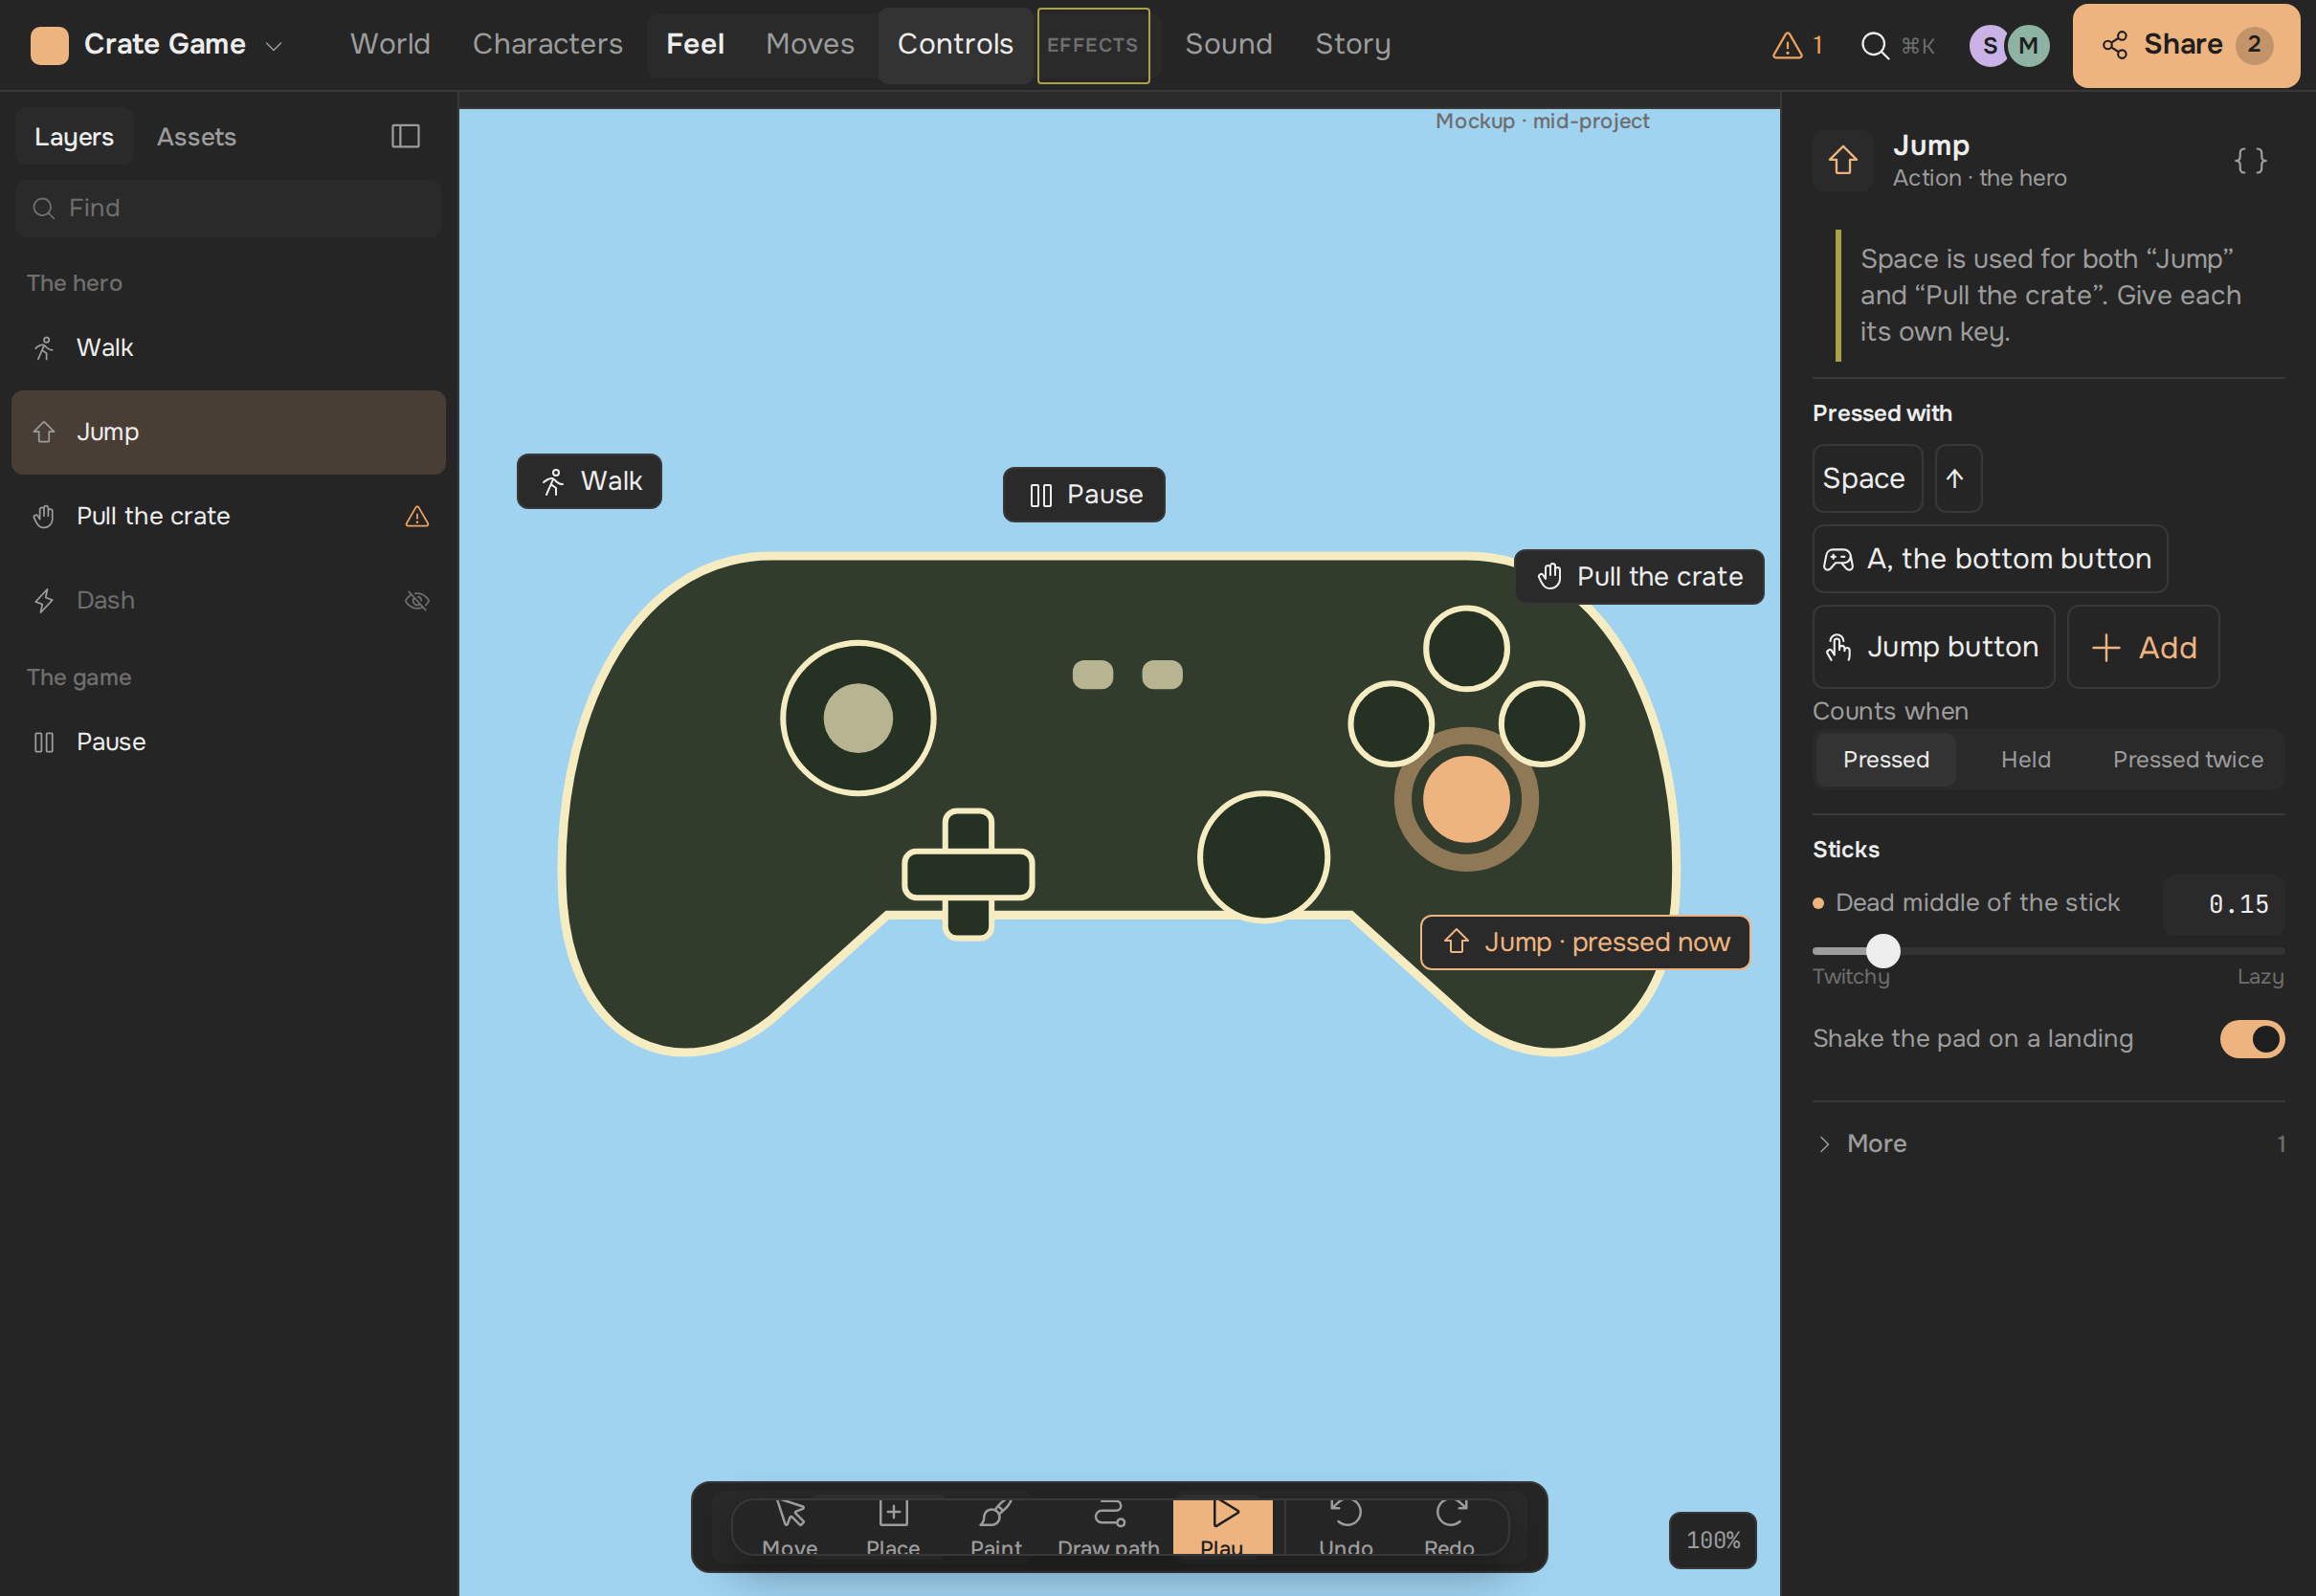 Crate Game
World
Characters
Feel
Moves
Controls
EFFECTS
Sound
Story
1
⌘K
S
M
Share
2
Layers
Assets
Find
The hero
Walk
Jump
Pull the crate
Dash
The game
Pause
Mockup · mid-project
Walk
Pause
Pull the crate
Jump · pressed now
Move
Place
Paint
Draw path
Play
Undo
Redo
100%
Jump
Action · the hero
{ }
Space is used for both “Jump”
and “Pull the crate”. Give each
its own key.
Pressed with
Space
↑
A, the bottom button
Jump button
Add
Counts when
Pressed
Held
Pressed twice
Sticks
Dead middle of the stick
0.15
Twitchy
Lazy
Shake the pad on a landing
More
1